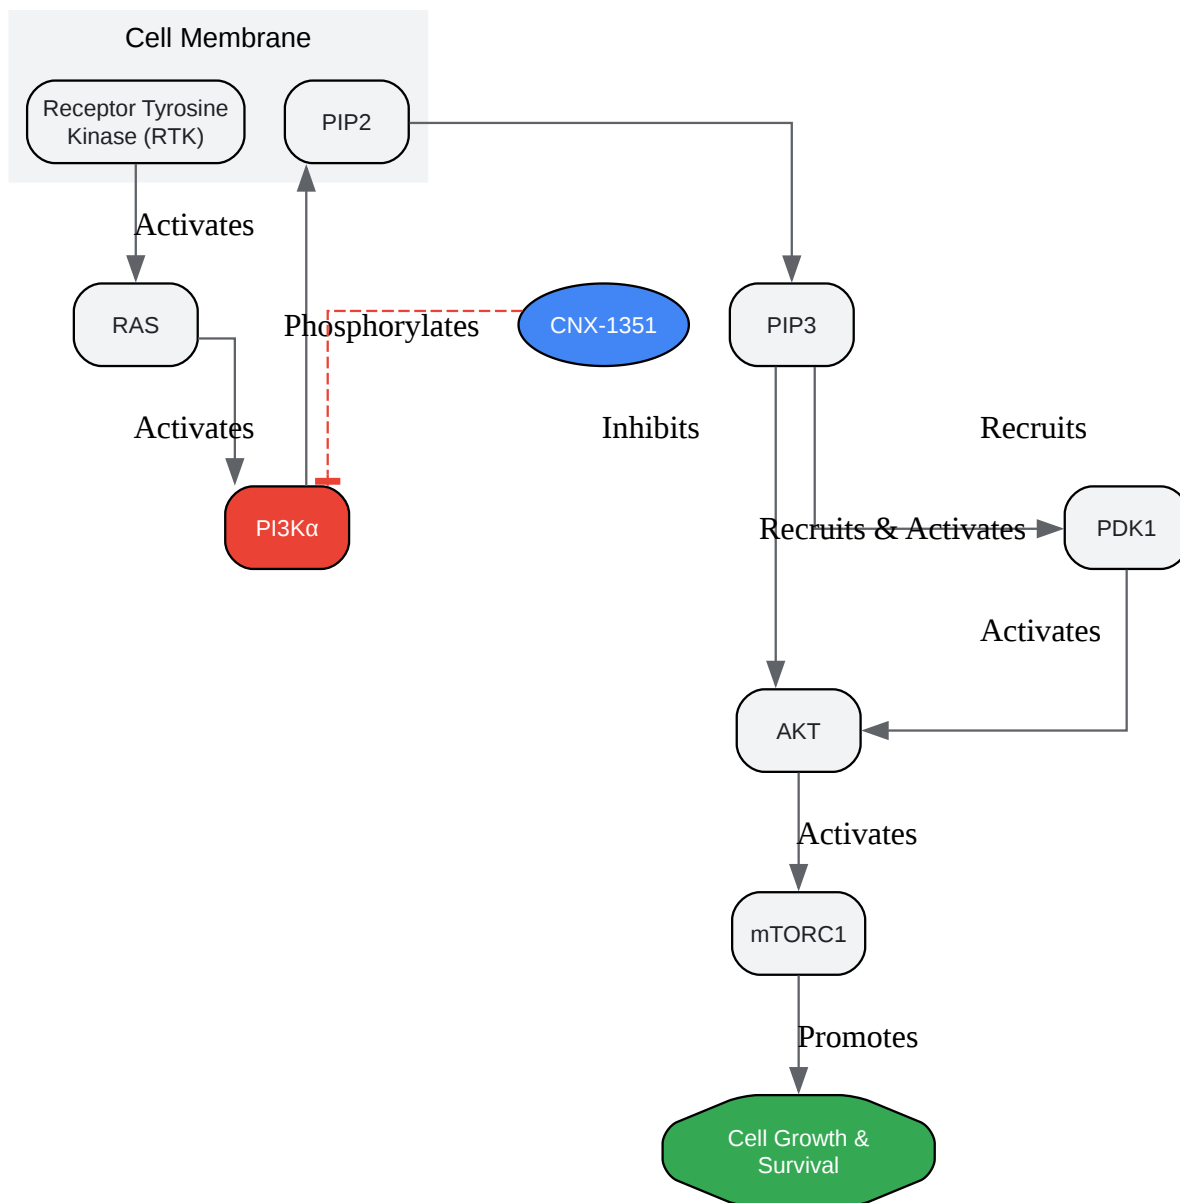 Cell Membrane
Receptor Tyrosine
Kinase (RTK)
PIP2
Activates
RAS
Phosphorylates
CNX-1351
PIP3
Activates
Inhibits
Recruits
PI3Kα
Recruits & Activates
PDK1
Activates
AKT
Activates
mTORC1
Promotes
Cell Growth &
Survival